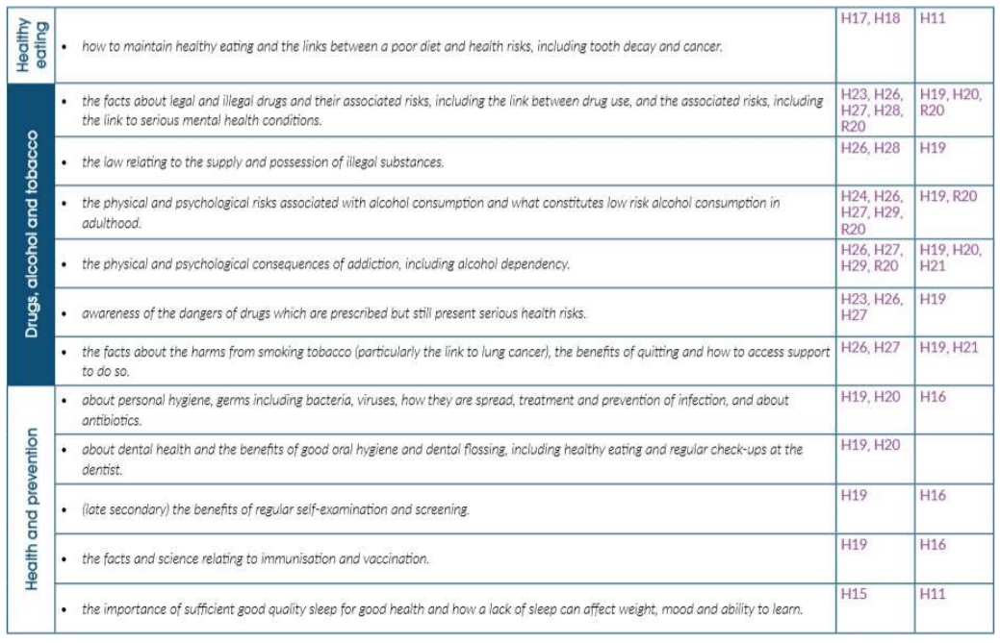 Healthy
eating
• how to maintain healthy eating and the links between a poor diet and health risks, including tooth decay and cancer.
H17, H18
H11
Drugs, alcohol and tobacco
• the facts about legal and illegal drugs and their associated risks, including the link between drug use, and the associated risks, including
the link to serious mental health conditions.
H23, H26,
H27, H28,
R20
H19, H20,
R20
• the law relating to the supply and possession of illegal substances.
H26, H28
H19
• the physical and psychological risks associated with alcohol consumption and what constitutes low risk alcohol consumption in
adulthood.
H24, H26,
H27, H29,
R20
H19, R20
• the physical and psychological consequences of addiction, including alcohol dependency.
H26, H27,
H29, R20
H19, H20,
H21
• awareness of the dangers of drugs which are prescribed but still present serious health risks.
H23, H26,
H27
H19
• the facts about the harms from smoking tobacco (particularly the link to lung cancer), the benefits of quitting and how to access support
to do so.
H26, H27
H19, H21
Health and prevention
• about personal hygiene, germs including bacteria, viruses, how they are spread, treatment and prevention of infection, and about
antibiotics.
H19, H20
H16
• about dental health and the benefits of good oral hygiene and dental flossing, including healthy eating and regular check-ups at the
dentist.
H19, H20
• (late secondary) the benefits of regular self-examination and screening.
H19
H16
• the facts and science relating to immunisation and vaccination.
H19
H16
• the importance of sufficient good quality sleep for good health and how a lack of sleep can affect weight, mood and ability to learn.
H15
H11